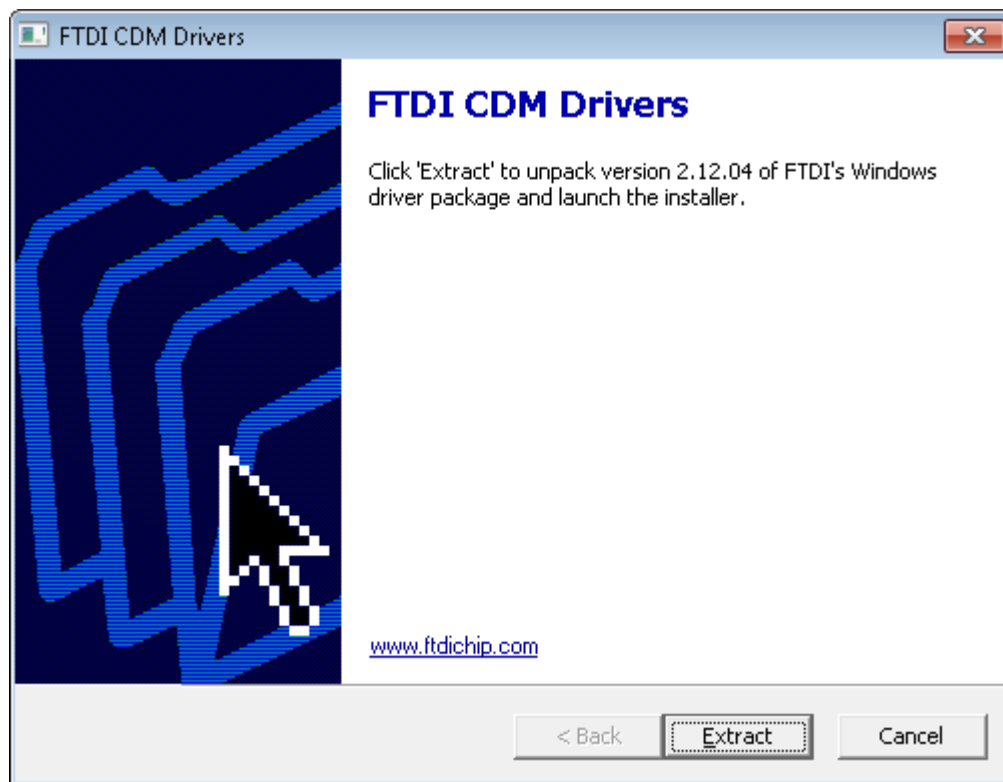 FTDI CDM Drivers
FTDI CDM Drivers
Click 'Extract' to unpack version 2.12.04 of FTDI's Windows
driver package and launch the installer.
www.ftdichip.com
< Back
Extract
Cancel